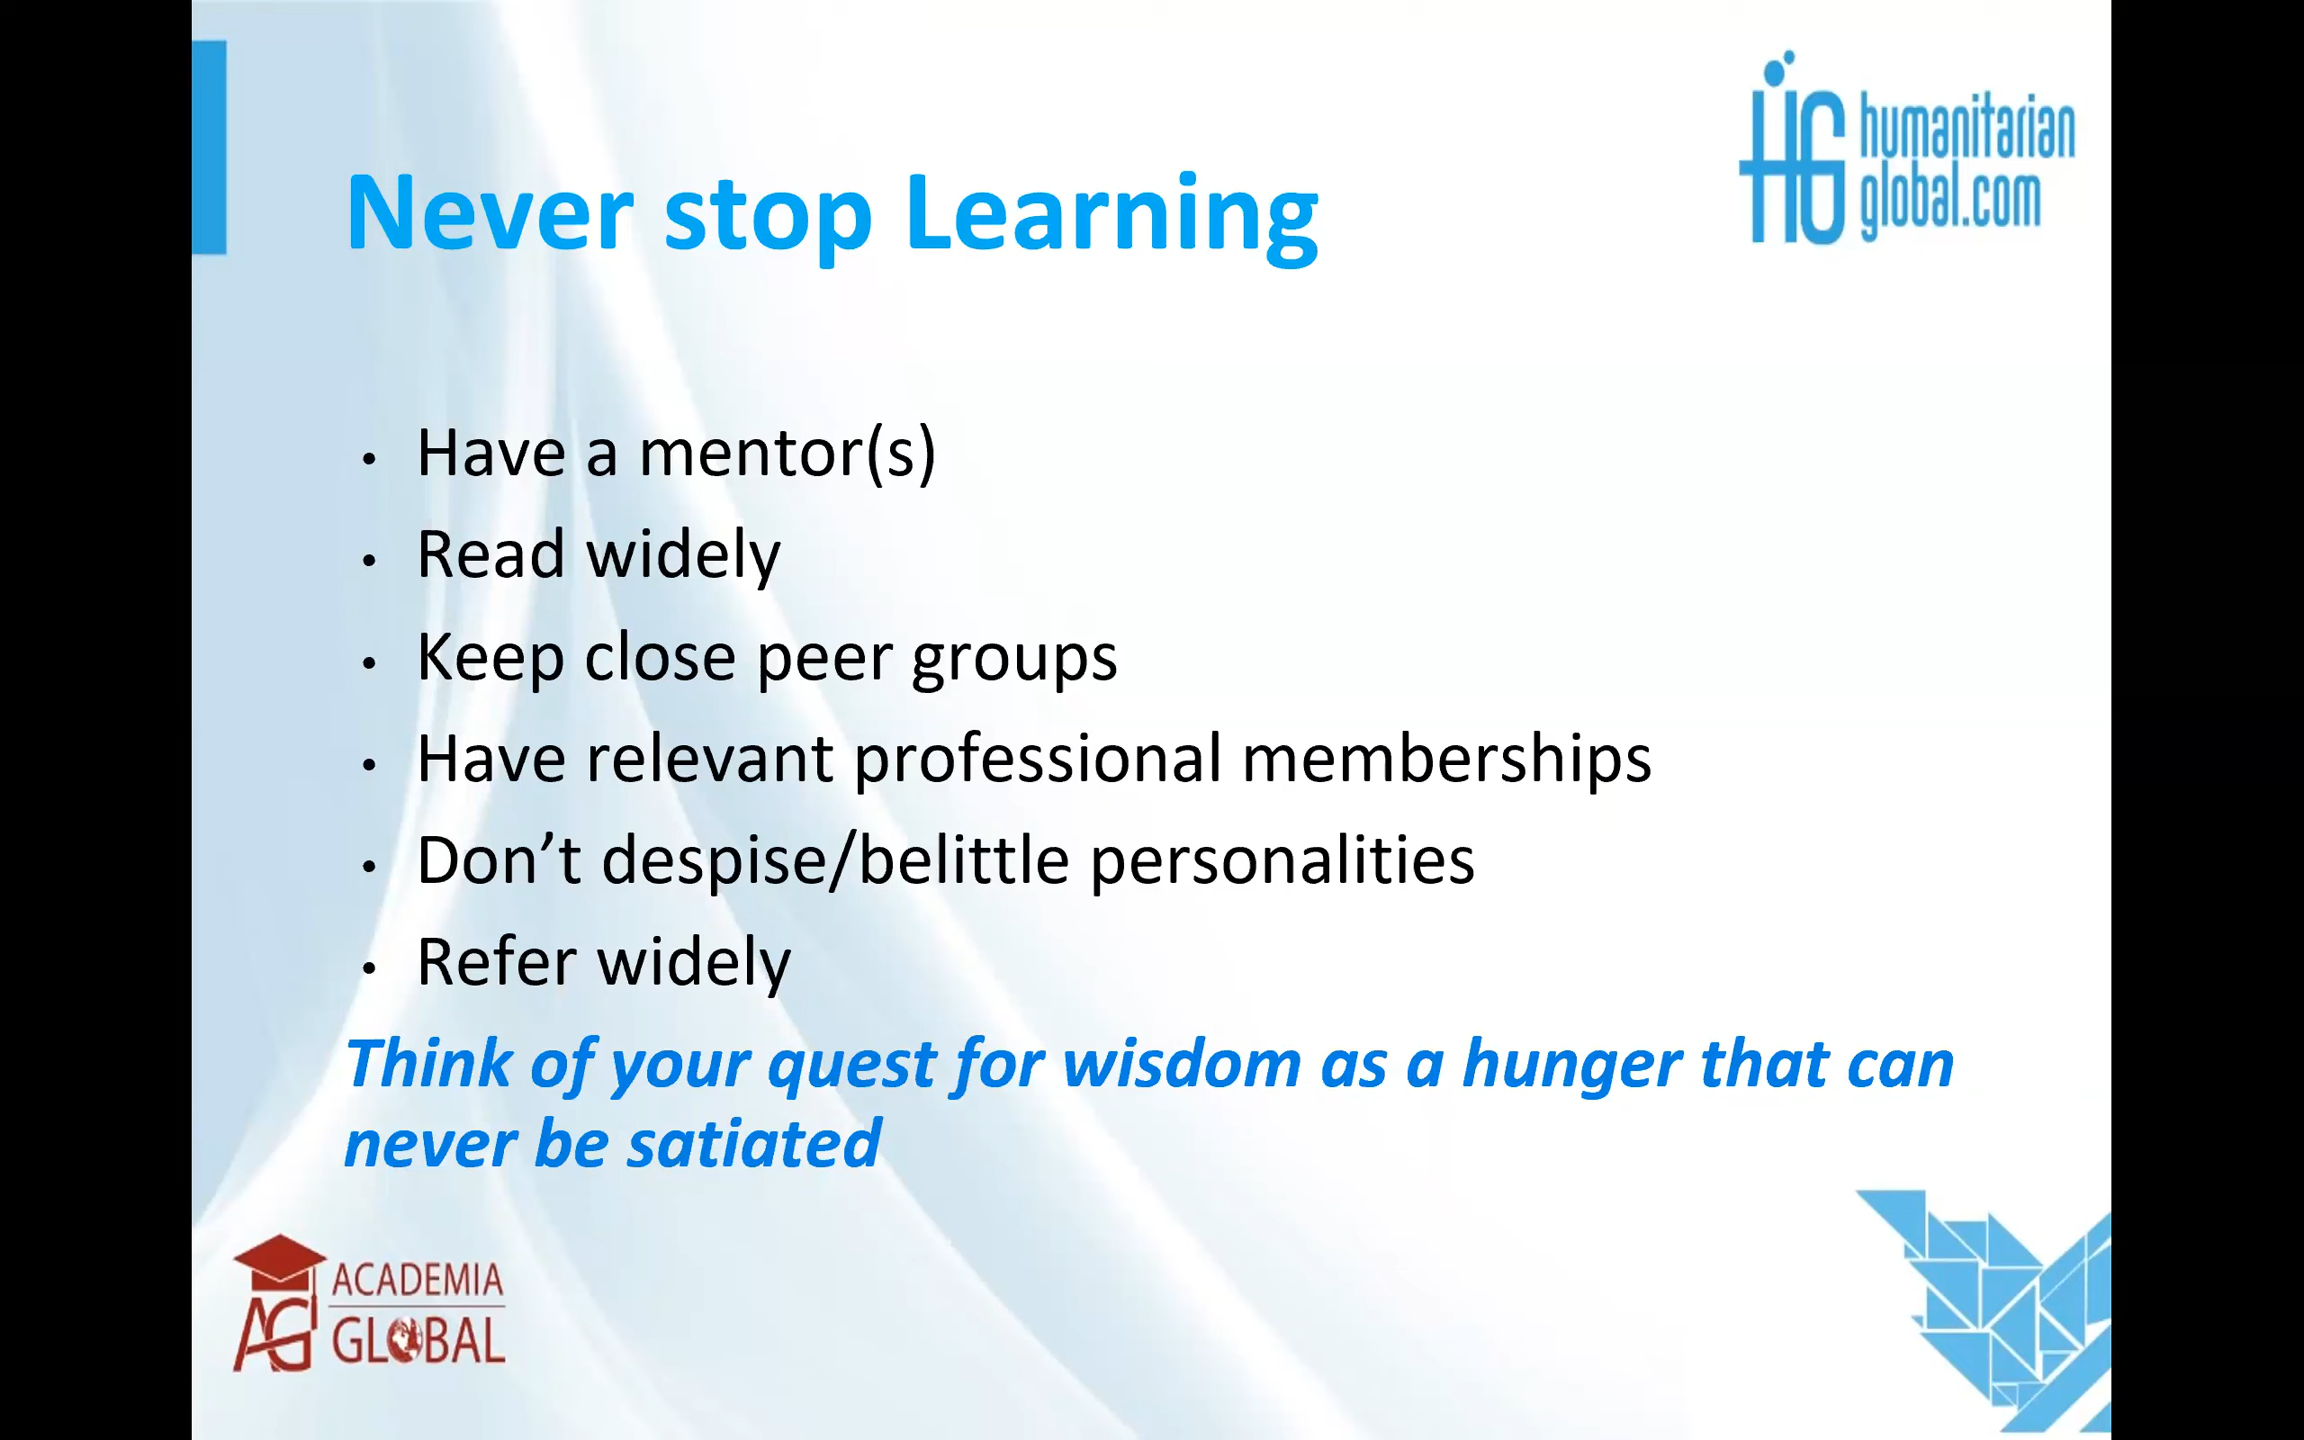 HG humanitarian
global.com
Never stop Learning
• Have a mentor(s)
• Read widely
• Keep close peer groups
• Have relevant professional memberships
• Don’t despise/belittle personalities
• Refer widely
Think of your quest for wisdom as a hunger that can
never be satiated
AG ACADEMIA
GLOBAL